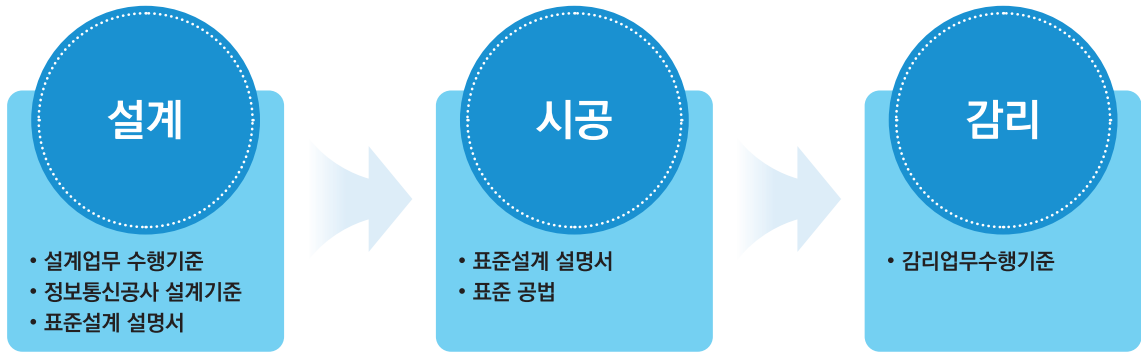 설계
• 설계업무 수행기준
• 정보통신공사 설계기준
• 표준설계 설명서
시공
• 표준설계 설명서
• 표준 공법
감리
• 감리업무수행기준